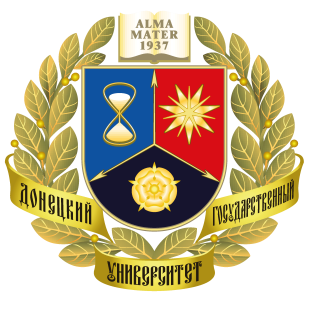 ALMA
MATER
1937
ДОНЕЦКИЙ
ГОСУДАРСТВЕННЫЙ
УНИВЕРСИТЕТ